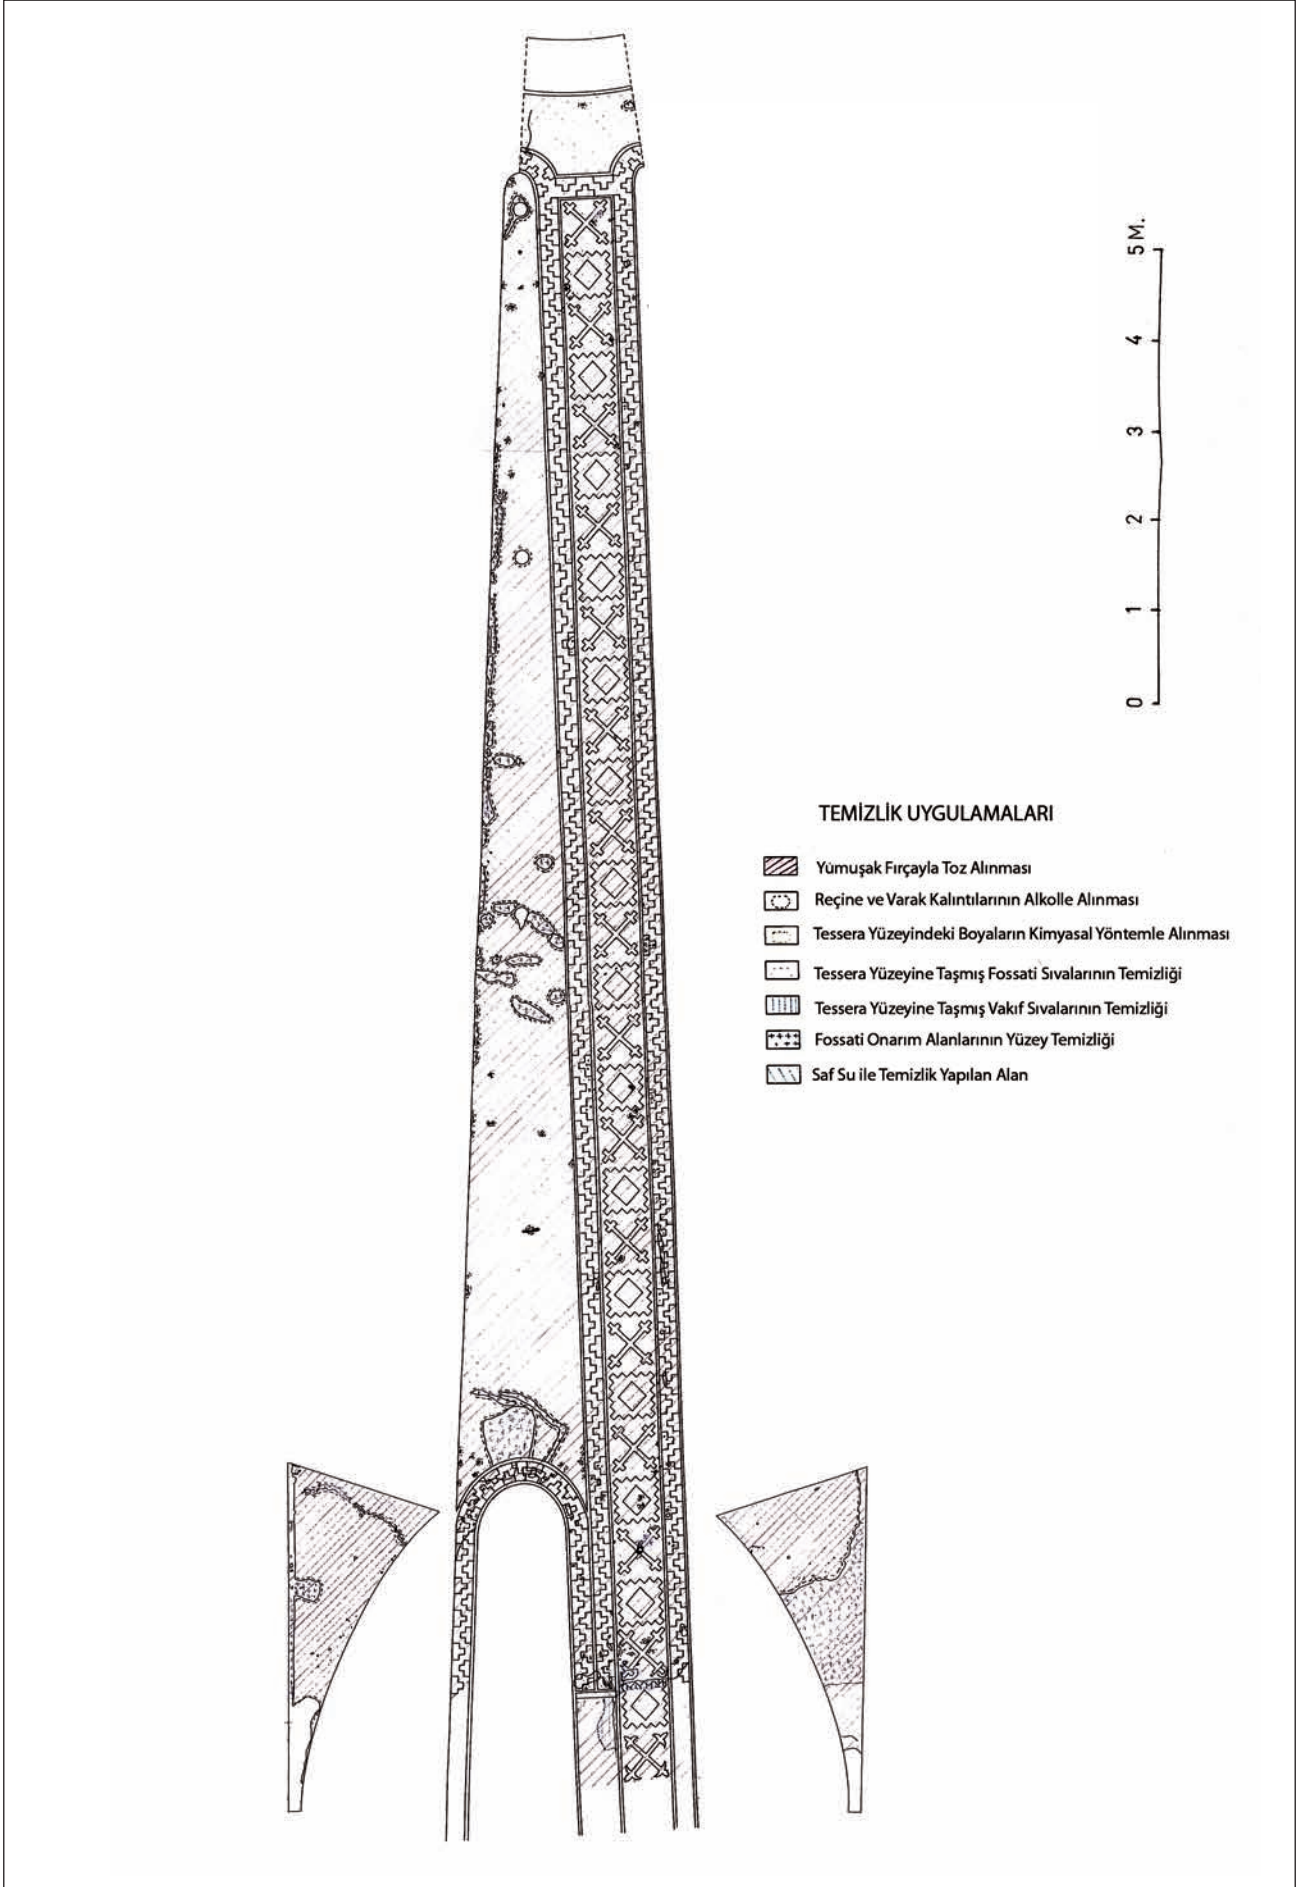 5 M.
4
3
2
1
0
TEMİZLİK UYGULAMALARI
Yumuşak Fırçayla Toz Alınması
Reçine ve Varak Kalıntılarının Alkolle Alınması
Tessera Yüzeyindeki Boyaların Kimyasal Yöntemle Alınması
Tessera Yüzeyine Taşmış Fossati Sıvalarının Temizliği
Tessera Yüzeyine Taşmış Vakıf Sıvalarının Temizliği
Fossati Onarım Alanlarının Yüzey Temizliği
Saf Su ile Temizlik Yapılan Alan